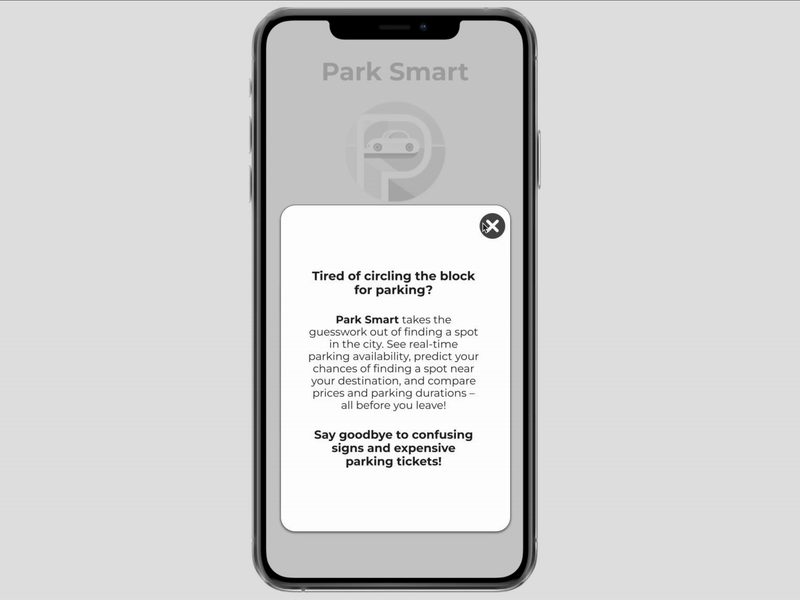 Park Smart
Tired of circling the block
for parking?
Park Smart takes the
guesswork out of finding a spot
in the city. See real-time
parking availability, predict your
chances of finding a spot near
your destination, and compare
prices and parking durations –
all before you leave!
Say goodbye to confusing
signs and expensive
parking tickets!